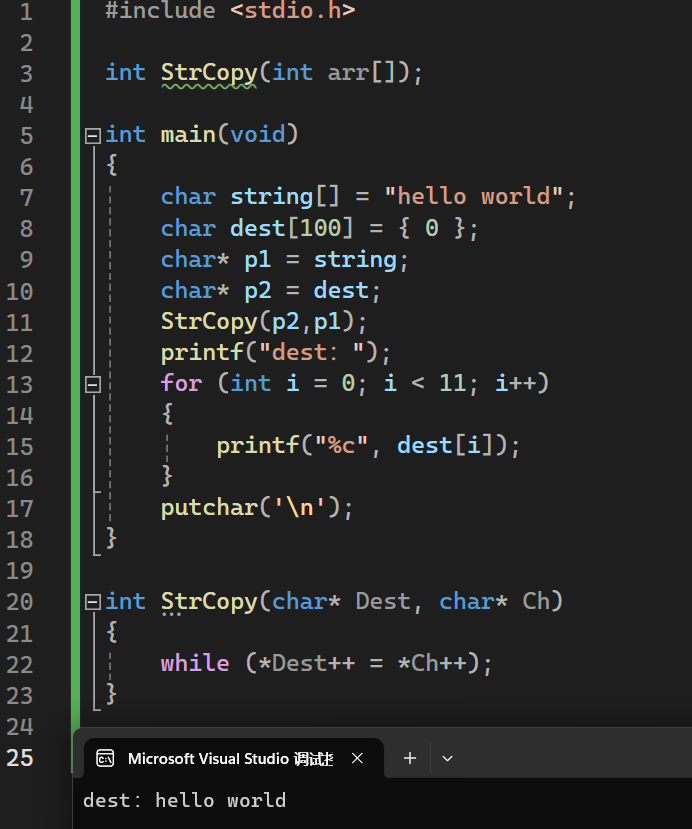 1 #include <stdio.h>
2
3 int StrCopy(int arr[]);
4
5 int main(void)
6 {
7 char string[] = "hello world";
8 char dest[100] = { 0 };
9 char* p1 = string;
10 char* p2 = dest;
11 StrCopy(p2,p1);
12 printf("dest: ");
13 for (int i = 0; i < 11; i++)
14 {
15 printf("%c", dest[i]);
16 }
17 putchar('\n');
18 }
19
20 int StrCopy(char* Dest, char* Ch)
21 {
22 while (*Dest++ = *Ch++);
23 }
24
25
Microsoft Visual Studio 调试
dest: hello world